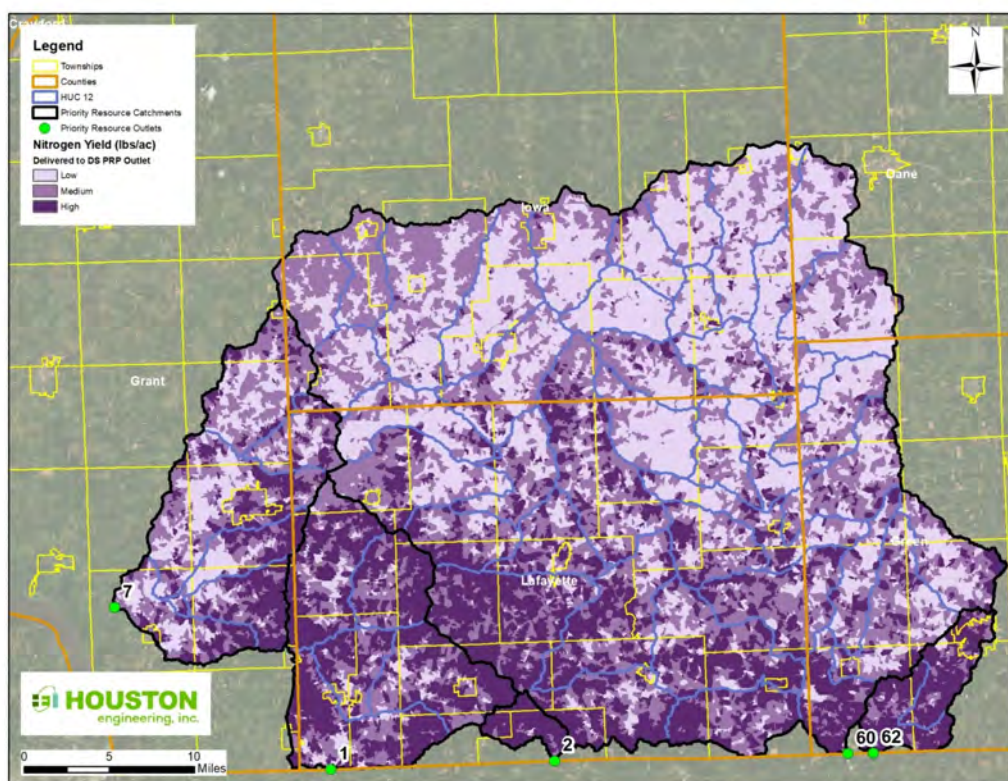 Crawford
Legend
Townships
Counties
HUC 12
Priority Resource Catchments
Priority Resource Outlets
Nitrogen Yield (lbs/ac)
Delivered to DS PRP Outlet
Low
Medium
High
N
Dane
Iowa
Grant
Green
Lafayette
7
HOUSTON
engineering, inc.
0 5 10
Miles
1
2
60 62